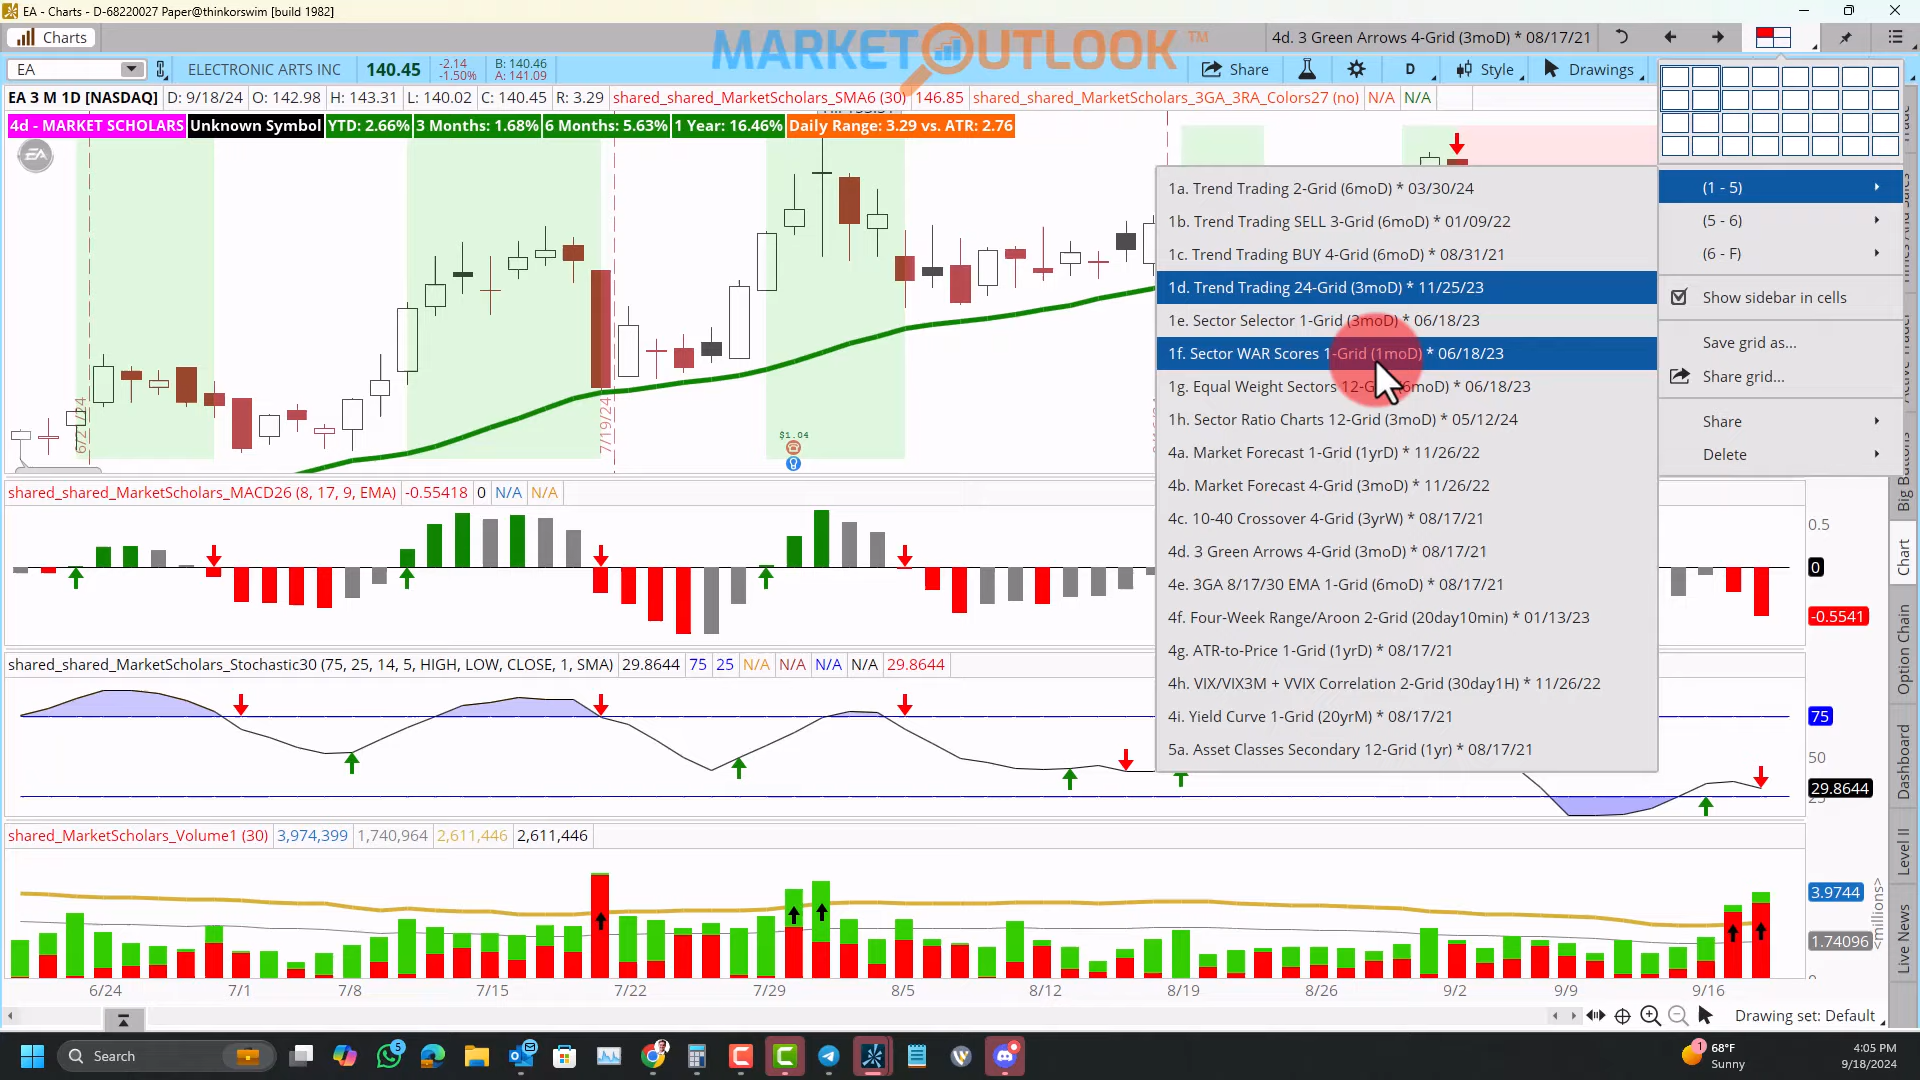 EA - Charts - D-68220027 Paper@thinkorswim [build 1982]
Charts
MARKET OUTLOOK TM
4d. 3 Green Arrows 4-Grid (3moD) * 08/17/21
EA
ELECTRONIC ARTS INC
140.45
-2.14
-1.50%
B: 140.46
A: 141.09
Share
D
Style
Drawings
EA 3 M 1D [NASDAQ] D: 9/18/24 O: 142.98 H: 143.31 L: 140.02 C: 140.45 R: 3.29 shared_shared_MarketScholars_SMA6 (30) 146.85 shared_shared_MarketScholars_3GA_3RA_Colors27 (no) N/A N/A
4d - MARKET SCHOLARS Unknown Symbol YTD: 2.66% 3 Months: 1.68% 6 Months: 5.63% 1 Year: 16.46% Daily Range: 3.29 vs. ATR: 2.76
EA
1a. Trend Trading 2-Grid (6moD) * 03/30/24
1b. Trend Trading SELL 3-Grid (6moD) * 01/09/22
1c. Trend Trading BUY 4-Grid (6moD) * 08/31/21
1d. Trend Trading 24-Grid (3moD) * 11/25/23
1e. Sector Selector 1-Grid (3moD) * 06/18/23
1f. Sector WAR Scores 1-Grid (1moD) * 06/18/23
1g. Equal Weight Sectors 12-G 6moD) * 06/18/23
1h. Sector Ratio Charts 12-Grid (3moD) * 05/12/24
4a. Market Forecast 1-Grid (1yrD) * 11/26/22
4b. Market Forecast 4-Grid (3moD) * 11/26/22
4c. 10-40 Crossover 4-Grid (3yrW) * 08/17/21
4d. 3 Green Arrows 4-Grid (3moD) * 08/17/21
4e. 3GA 8/17/30 EMA 1-Grid (6moD) * 08/17/21
4f. Four-Week Range/Aroon 2-Grid (20day10min) * 01/13/23
4g. ATR-to-Price 1-Grid (1yrD) * 08/17/21
4h. VIX/VIX3M + VVIX Correlation 2-Grid (30day1H) * 11/26/22
4i. Yield Curve 1-Grid (20yrM) * 08/17/21
5a. Asset Classes Secondary 12-Grid (1yr) * 08/17/21
(1 - 5)
(5 - 6)
(6 - F)
Show sidebar in cells
Save grid as...
Share grid...
Share
Delete
6/21/24
7/19/24
$1.04
shared_shared_MarketScholars_MACD26 (8, 17, 9, EMA) -0.55418 0 N/A N/A
0.5
0
-0.5541
shared_shared_MarketScholars_Stochastic30 (75, 25, 14, 5, HIGH, LOW, CLOSE, 1, SMA) 29.8644 75 25 N/A N/A N/A N/A 29.8644
75
50
29.8644
25
shared_MarketScholars_Volume1 (30) 3,974,399 1,740,964 2,611,446 2,611,446
3.9744
1.74096
<millions>
6/24 7/1 7/8 7/15 7/22 7/29 8/5 8/12 8/19 8/26 9/2 9/9 9/16
Big Buttons
Chart
Option Chain
Dashboard
Level II
Live News
Drawing set: Default
Search
5
68°F
Sunny
4:05 PM
9/18/2024